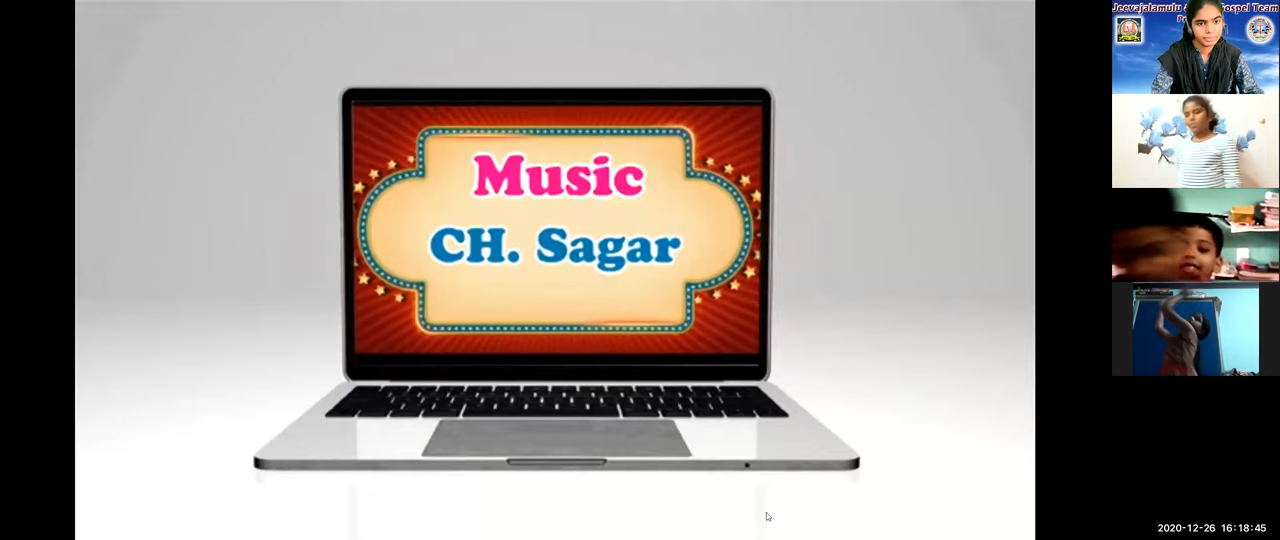 Music
CH. Sagar
Jeevajalamulu
Gospel Team
2020-12-26 16:18:45